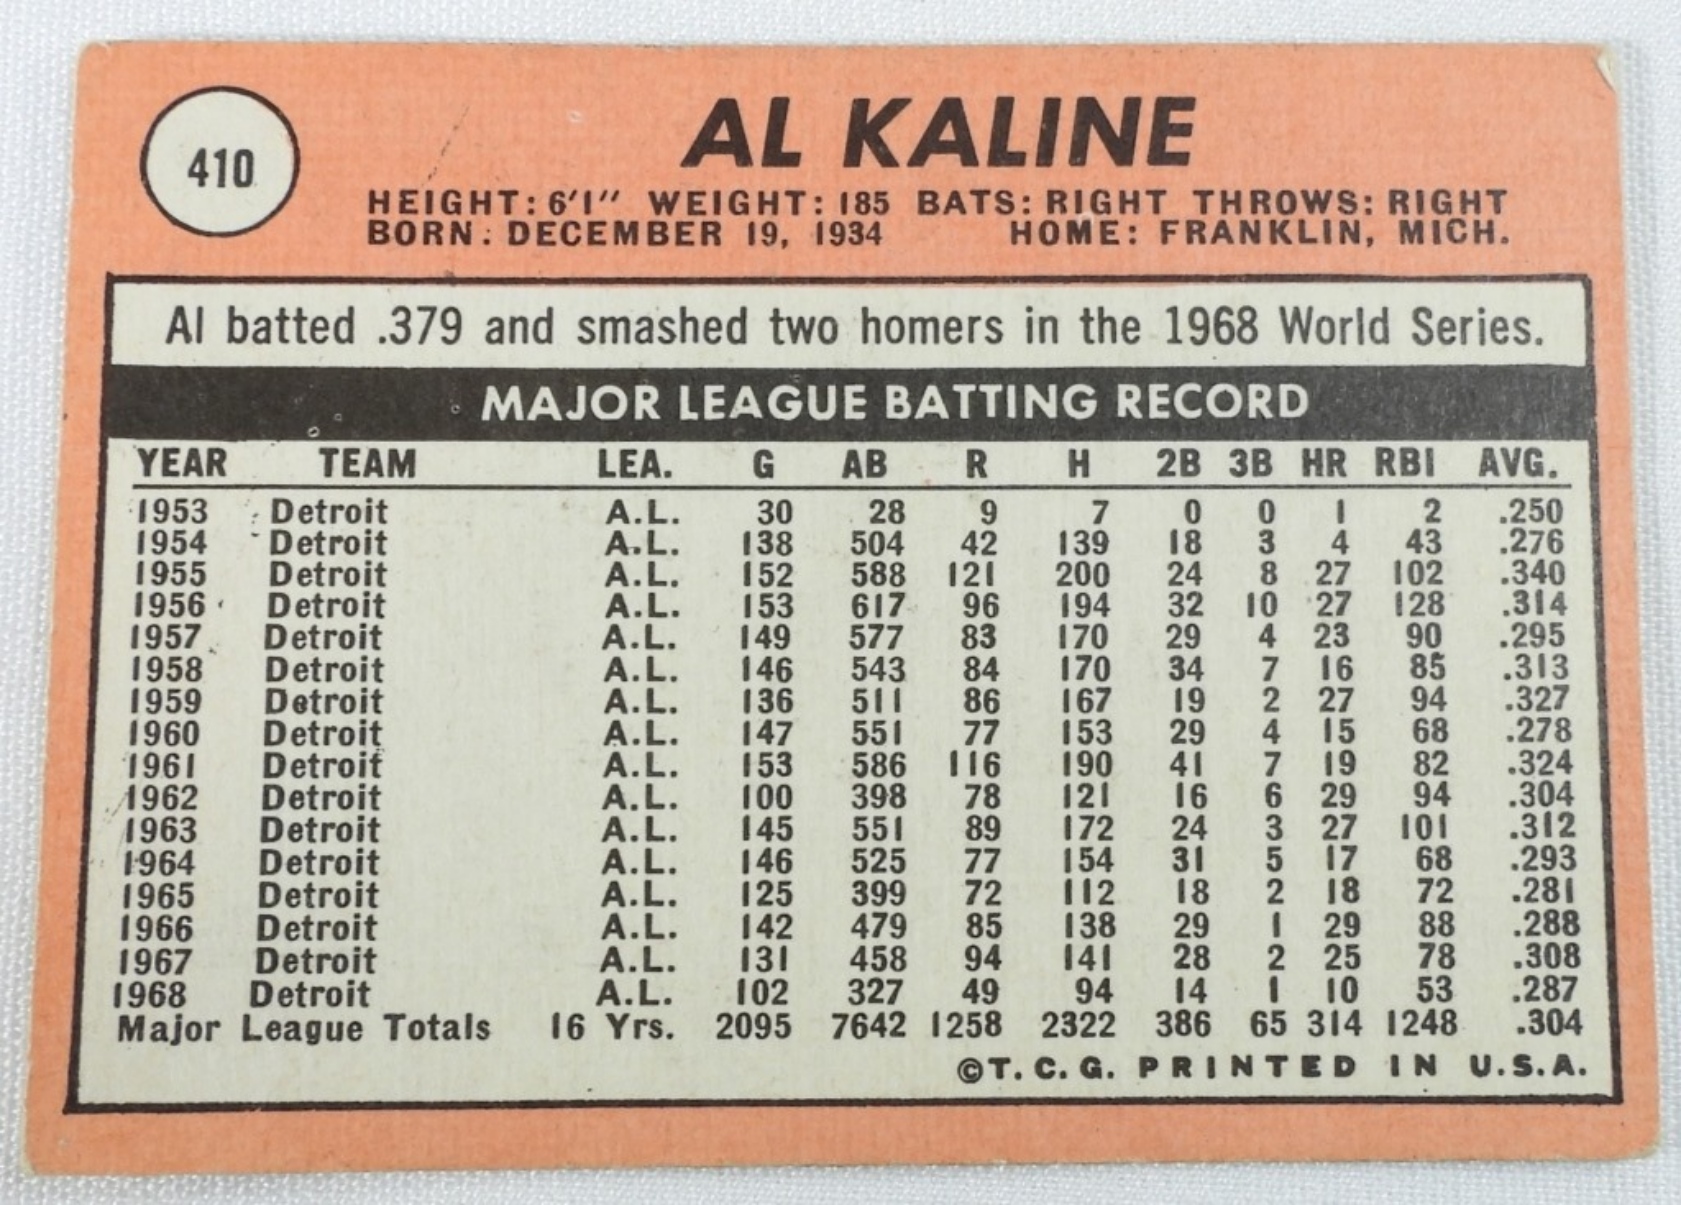 410
AL KALINE
HEIGHT: 6'1" WEIGHT: 185 BATS: RIGHT THROWS: RIGHT
BORN: DECEMBER 19, 1934 HOME: FRANKLIN, MICH.
Al batted .379 and smashed two homers in the 1968 World Series.
MAJOR LEAGUE BATTING RECORD
YEAR TEAM LEA. G AB R H 2B 3B HR RBI AVG.
1953 Detroit A.L. 30 28 9 7 0 0 1 2 .250
1954 Detroit A.L. 138 504 42 139 18 3 4 43 .276
1955 Detroit A.L. 152 588 121 200 24 8 27 102 .340
1956 Detroit A.L. 153 617 96 194 32 10 27 128 .314
1957 Detroit A.L. 149 577 83 170 29 4 23 90 .295
1958 Detroit A.L. 146 543 84 170 34 7 16 85 .313
1959 Detroit A.L. 136 511 86 167 19 2 27 94 .327
1960 Detroit A.L. 147 551 77 153 29 4 15 68 .278
1961 Detroit A.L. 153 586 116 190 41 7 19 82 .324
1962 Detroit A.L. 100 398 78 121 16 6 29 94 .304
1963 Detroit A.L. 145 551 89 172 24 3 27 101 .312
1964 Detroit A.L. 146 525 77 154 31 5 17 68 .293
1965 Detroit A.L. 125 399 72 112 18 2 18 72 .281
1966 Detroit A.L. 142 479 85 138 29 1 29 88 .288
1967 Detroit A.L. 131 458 94 141 28 2 25 78 .308
1968 Detroit A.L. 102 327 49 94 14 1 10 53 .287
Major League Totals 16 Yrs. 2095 7642 1258 2322 386 65 314 1248 .304
©T.C.G. PRINTED IN U.S.A.